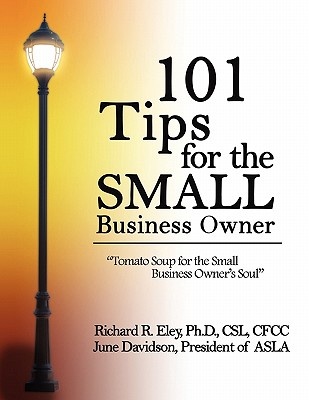 101
Tips
for the
SMALL
Business Owner
“Tomato Soup for the Small
Business Owner's Soul”
Richard R. Eley, Ph.D., CSL, CFCC
June Davidson, President of ASLA